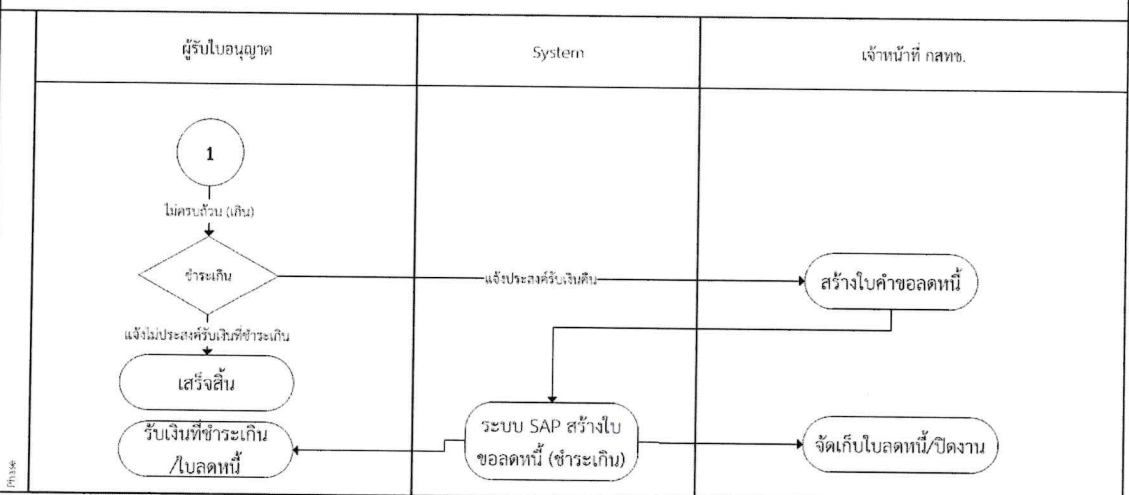 ผู้รับใบอนุญาต
System
เจ้าหน้าที่ กสทช.
1
ไม่ครบถ้วน (เกิน)
ชำระเกิน
แจ้งประสงค์รับเงินคืน
สร้างใบคำขอลดหนี้
แจ้งไม่ประสงค์รับเงินที่ชำระเกิน
เสร็จสิ้น
รับเงินที่ชำระเกิน
/ใบลดหนี้
ระบบ SAP สร้างใบ
ขอลดหนี้ (ชำระเกิน)
จัดเก็บใบลดหนี้/ปิดงาน
Phase